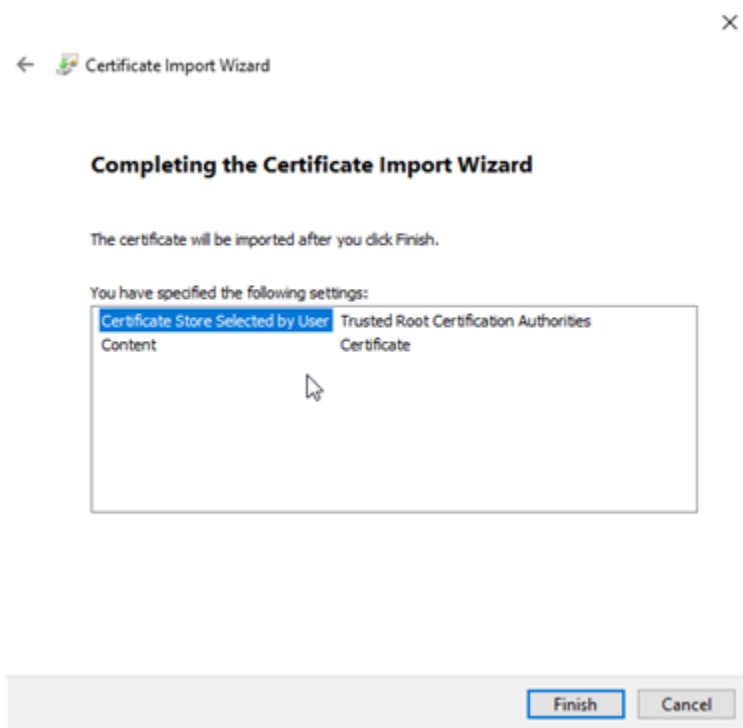 Certificate Import Wizard
Completing the Certificate Import Wizard
The certificate will be imported after you click Finish.
You have specified the following settings:
Certificate Store Selected by User Trusted Root Certification Authorities
Content Certificate
Finish Cancel